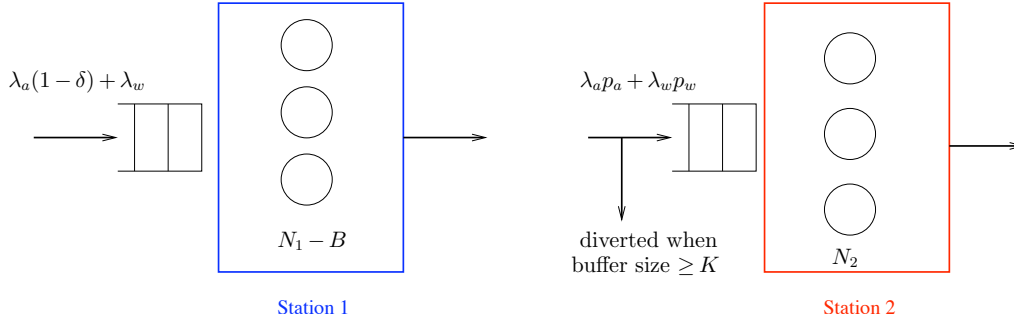 λ_a(1 − δ) + λ_w
N_1 − B
Station 1
λ_a p_a + λ_w p_w
diverted when
buffer size ≥ K
N_2
Station 2